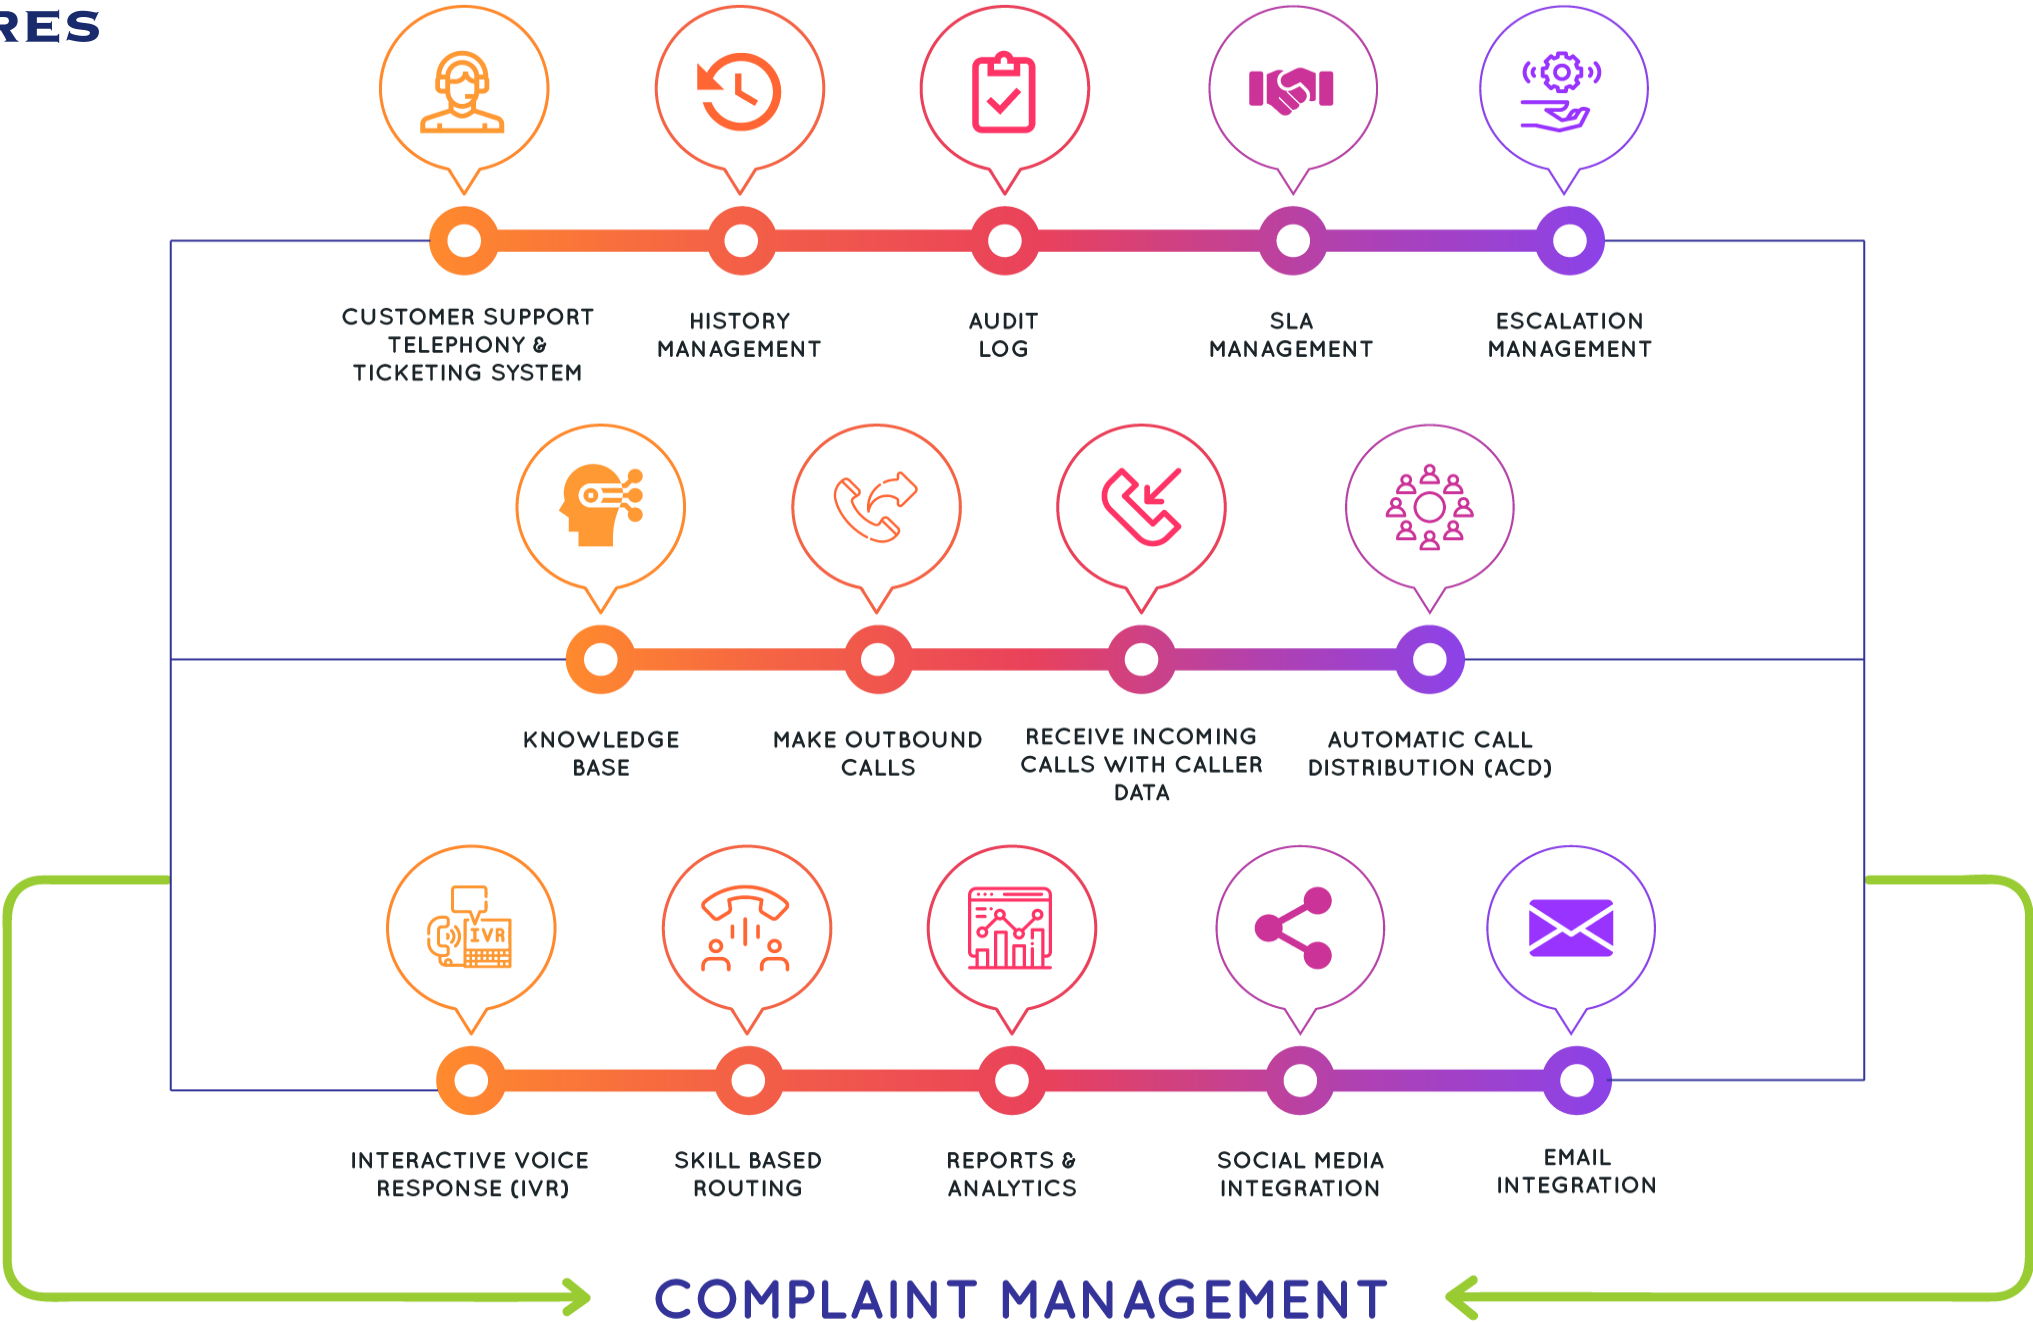 RES
CUSTOMER SUPPORT
TELEPHONY &
TICKETING SYSTEM
HISTORY
MANAGEMENT
AUDIT
LOG
SLA
MANAGEMENT
ESCALATION
MANAGEMENT
KNOWLEDGE
BASE
MAKE OUTBOUND
CALLS
RECEIVE INCOMING
CALLS WITH CALLER
DATA
AUTOMATIC CALL
DISTRIBUTION (ACD)
IVR
INTERACTIVE VOICE
RESPONSE (IVR)
SKILL BASED
ROUTING
REPORTS &
ANALYTICS
SOCIAL MEDIA
INTEGRATION
EMAIL
INTEGRATION
COMPLAINT MANAGEMENT